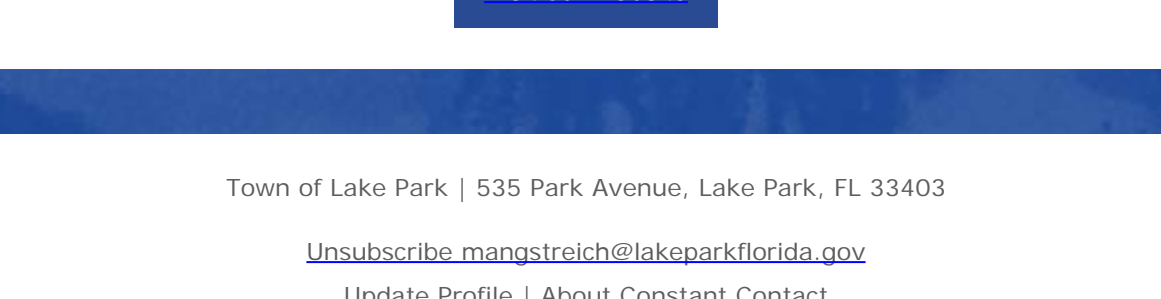 Town of Lake Park | 535 Park Avenue, Lake Park, FL 33403
Unsubscribe mangstreich@lakeparkflorida.gov
Update Profile | About Constant Contact